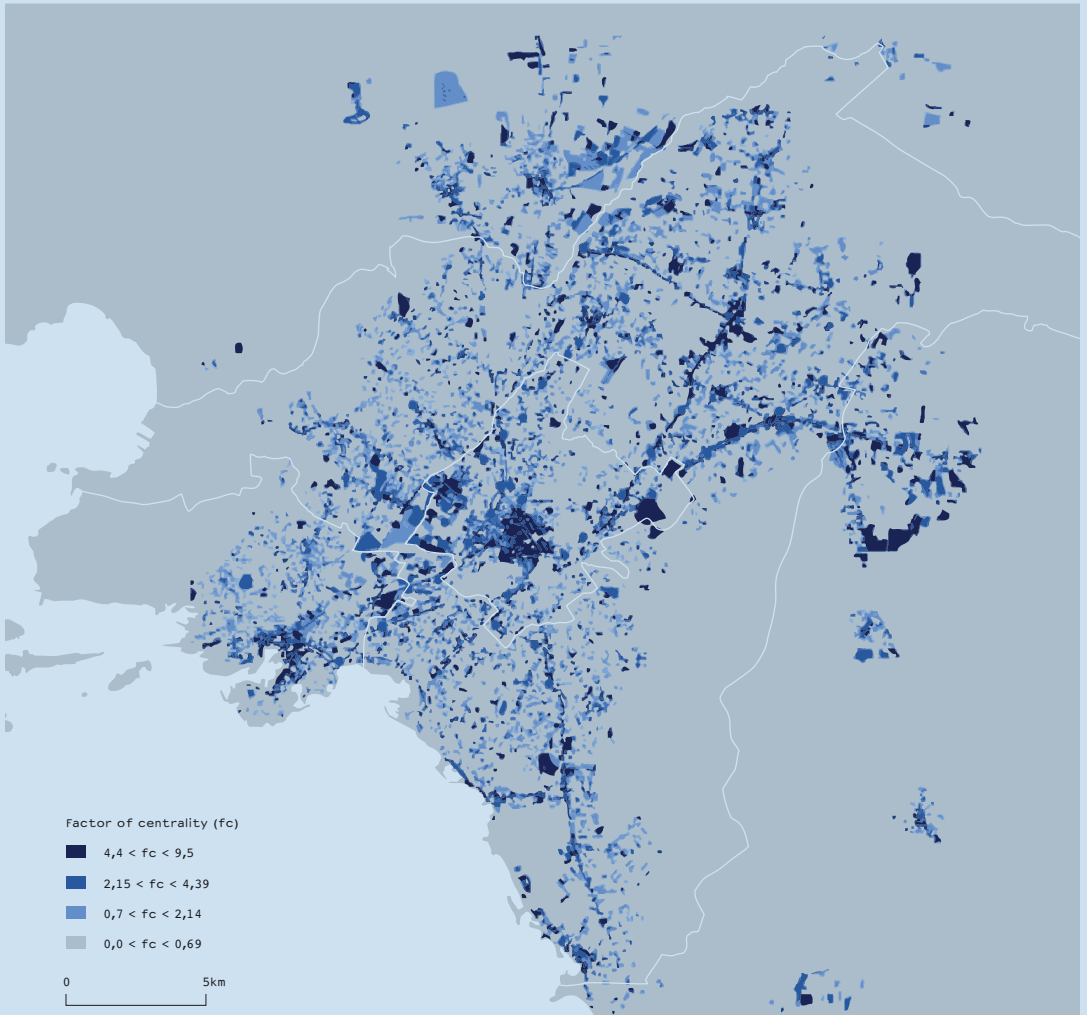 Factor of centrality (fc)
4,4 < fc < 9,5
2,15 < fc < 4,39
0,7 < fc < 2,14
0,0 < fc < 0,69
0 5km